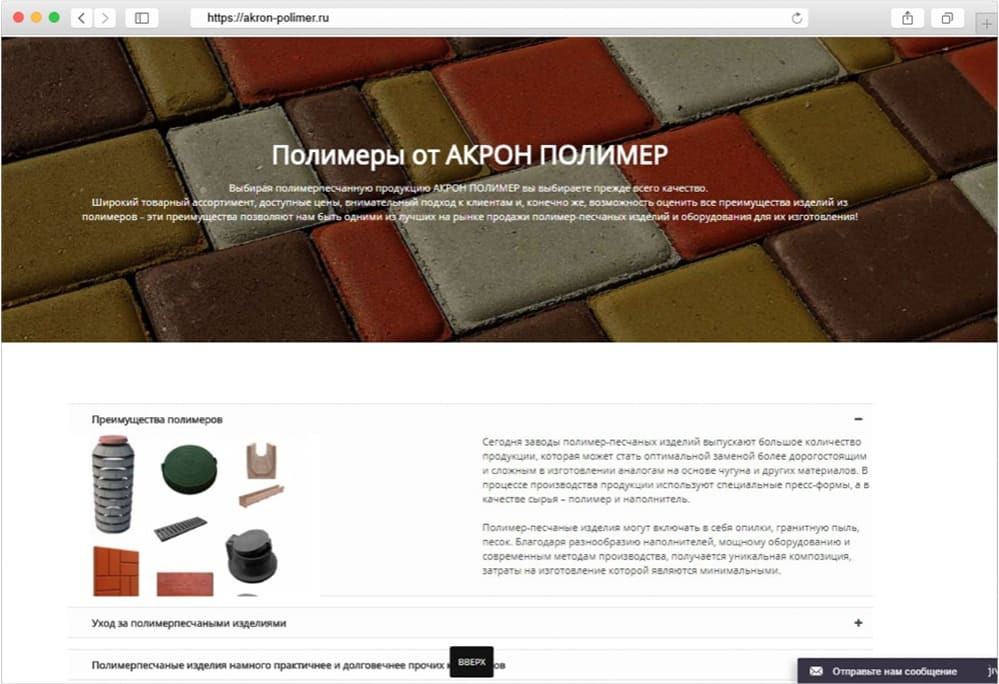 https://akron-polimer.ru
Полимеры от АКРОН ПОЛИМЕР
Выбирая полимерпесчанную продукцию АКРОН ПОЛИМЕР вы выбираете прежде всего качество.
Широкий товарный ассортимент, доступные цены, внимательный подход к клиентам и, конечно же, возможность оценить все преимущества изделий из
полимеров – эти преимущества позволяют нам быть одними из лучших на рынке продажи полимер-песчаных изделий и оборудования для их изготовления!
Преимущества полимеров
Сегодня заводы полимер-песчаных изделий выпускают большое количество
продукции, которая может стать оптимальной заменой более дорогостоящим
и сложным в изготовлении аналогам на основе чугуна и других материалов. В
процессе производства продукции используют специальные пресс-формы, а в
качестве сырья – полимер и наполнитель.
Полимер-песчаные изделия могут включать в себя опилки, гранитную пыль,
песок. Благодаря разнообразию наполнителей, мощному оборудованию и
современным методам производства, получается уникальная композиция,
затраты на изготовление которой являются минимальными.
Уход за полимерпесчаными изделиями
Полимерпесчаные изделия намного практичнее и долговечнее прочих
ВВЕРХ
Отправьте нам сообщение